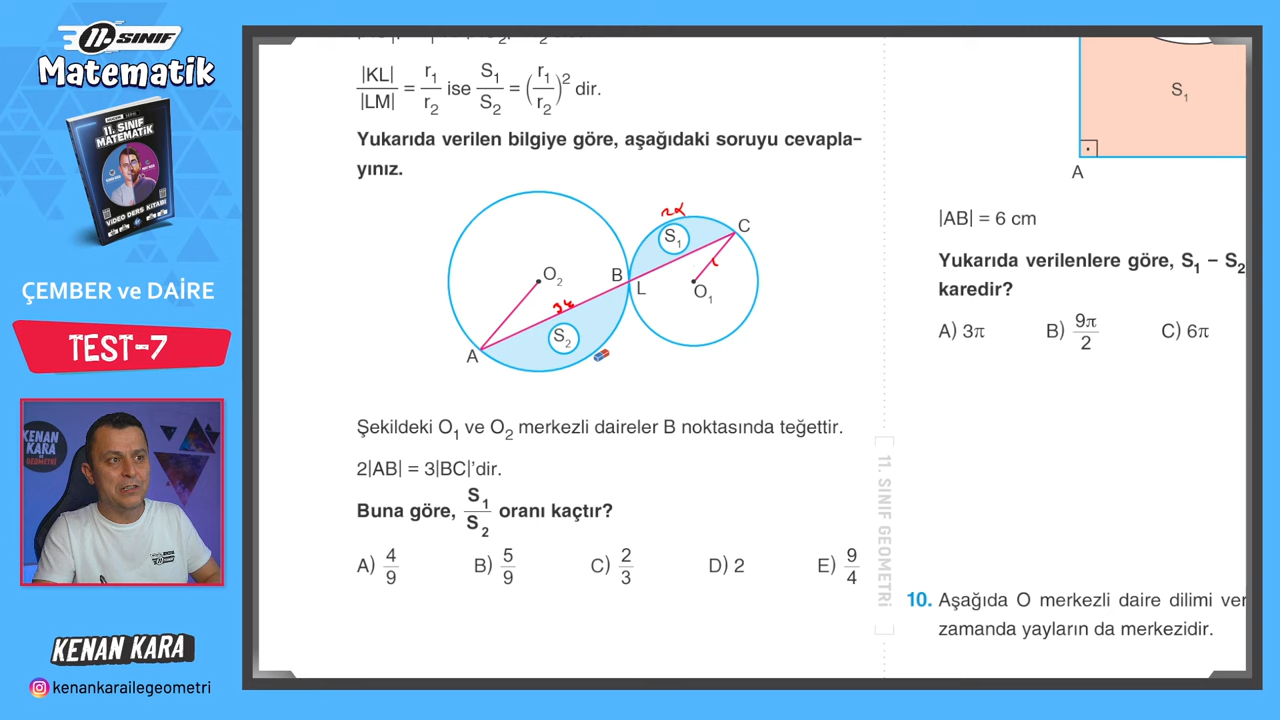 11. SINIF
Matematik
11. SINIF
MATEMATİK
VİDEO DERS KİTABI
ÇEMBER ve DAİRE
TEST-7
KENAN KARA
GEOMETRİ
KENAN KARA
kenankarailegeometri
|KL|/|LM| = r₁/r₂ ise S₁/S₂ = (r₁/r₂)² dir.
Yukarıda verilen bilgiye göre, aşağıdaki soruyu cevapla-
yınız.
O₂
A
B
L
C
O₁
S₁
S₂
r
Şekildeki O₁ ve O₂ merkezli daireler B noktasında teğettir.
2|AB| = 3|BC|'dir.
Buna göre, S₁/S₂ oranı kaçtır?
A) 4/9 B) 5/9 C) 2/3 D) 2 E) 9/4
11. SINIF GEOMETRİ
S₁
A
|AB| = 6 cm
Yukarıda verilenlere göre, S₁ – S₂
karedir?
A) 3π B) 9π/2 C) 6π
10. Aşağıda O merkezli daire dilimi ver
zamanda yayların da merkezidir.